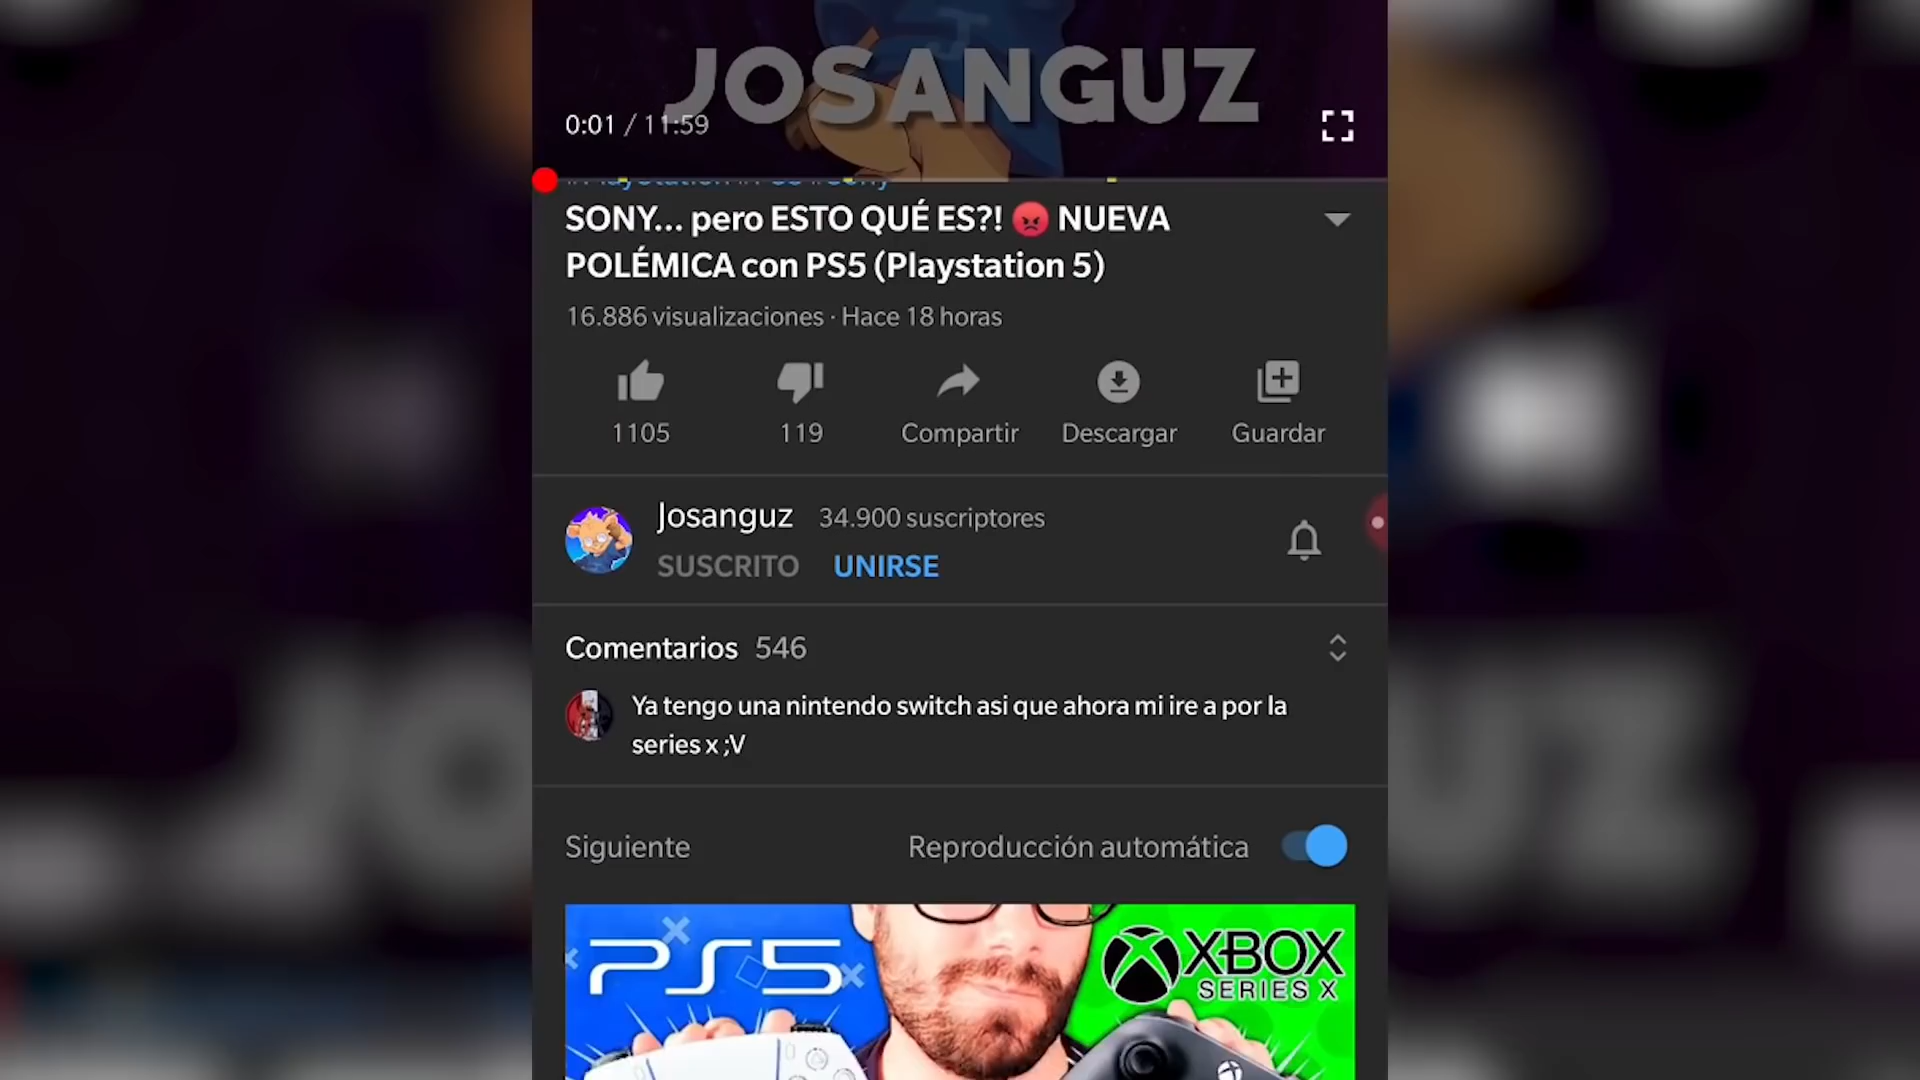 JOSANGUZ
0:01 / 11:59
SONY... pero ESTO QUÉ ES?! 😡 NUEVA
POLÉMICA con PS5 (Playstation 5)
16.886 visualizaciones · Hace 18 horas
1105
119
Compartir
Descargar
Guardar
Josanguz 34.900 suscriptores
SUSCRITO UNIRSE
Comentarios 546
Ya tengo una nintendo switch asi que ahora mi ire a por la
series x ;V
Siguiente
Reproducción automática
PS5
XBOX
SERIES X